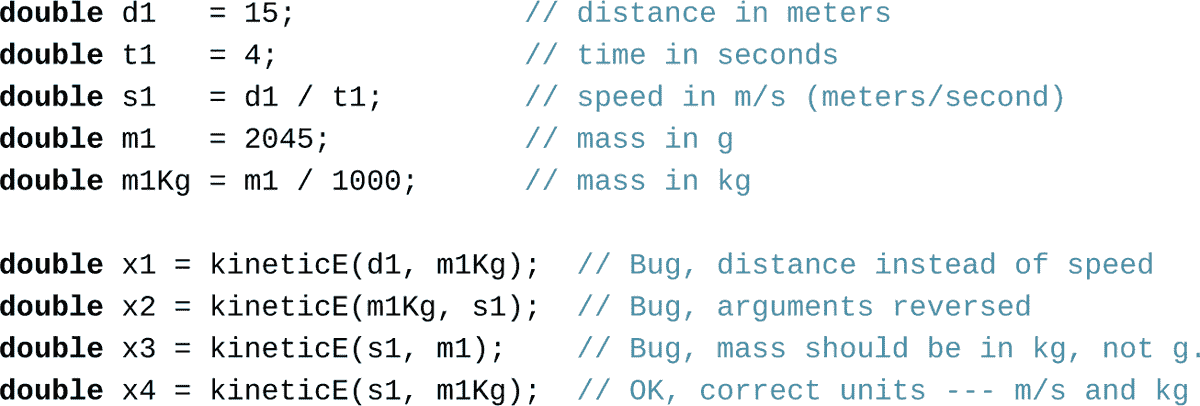 double d1   = 15;             // distance in meters
double t1   = 4;              // time in seconds
double s1   = d1 / t1;        // speed in m/s (meters/second)
double m1   = 2045;           // mass in g
double m1Kg = m1 / 1000;      // mass in kg
double x1 = kineticE(d1, m1Kg);  // Bug, distance instead of speed
double x2 = kineticE(m1Kg, s1);  // Bug, arguments reversed
double x3 = kineticE(s1, m1);    // Bug, mass should be in kg, not g.
double x4 = kineticE(s1, m1Kg);  // OK, correct units --- m/s and kg